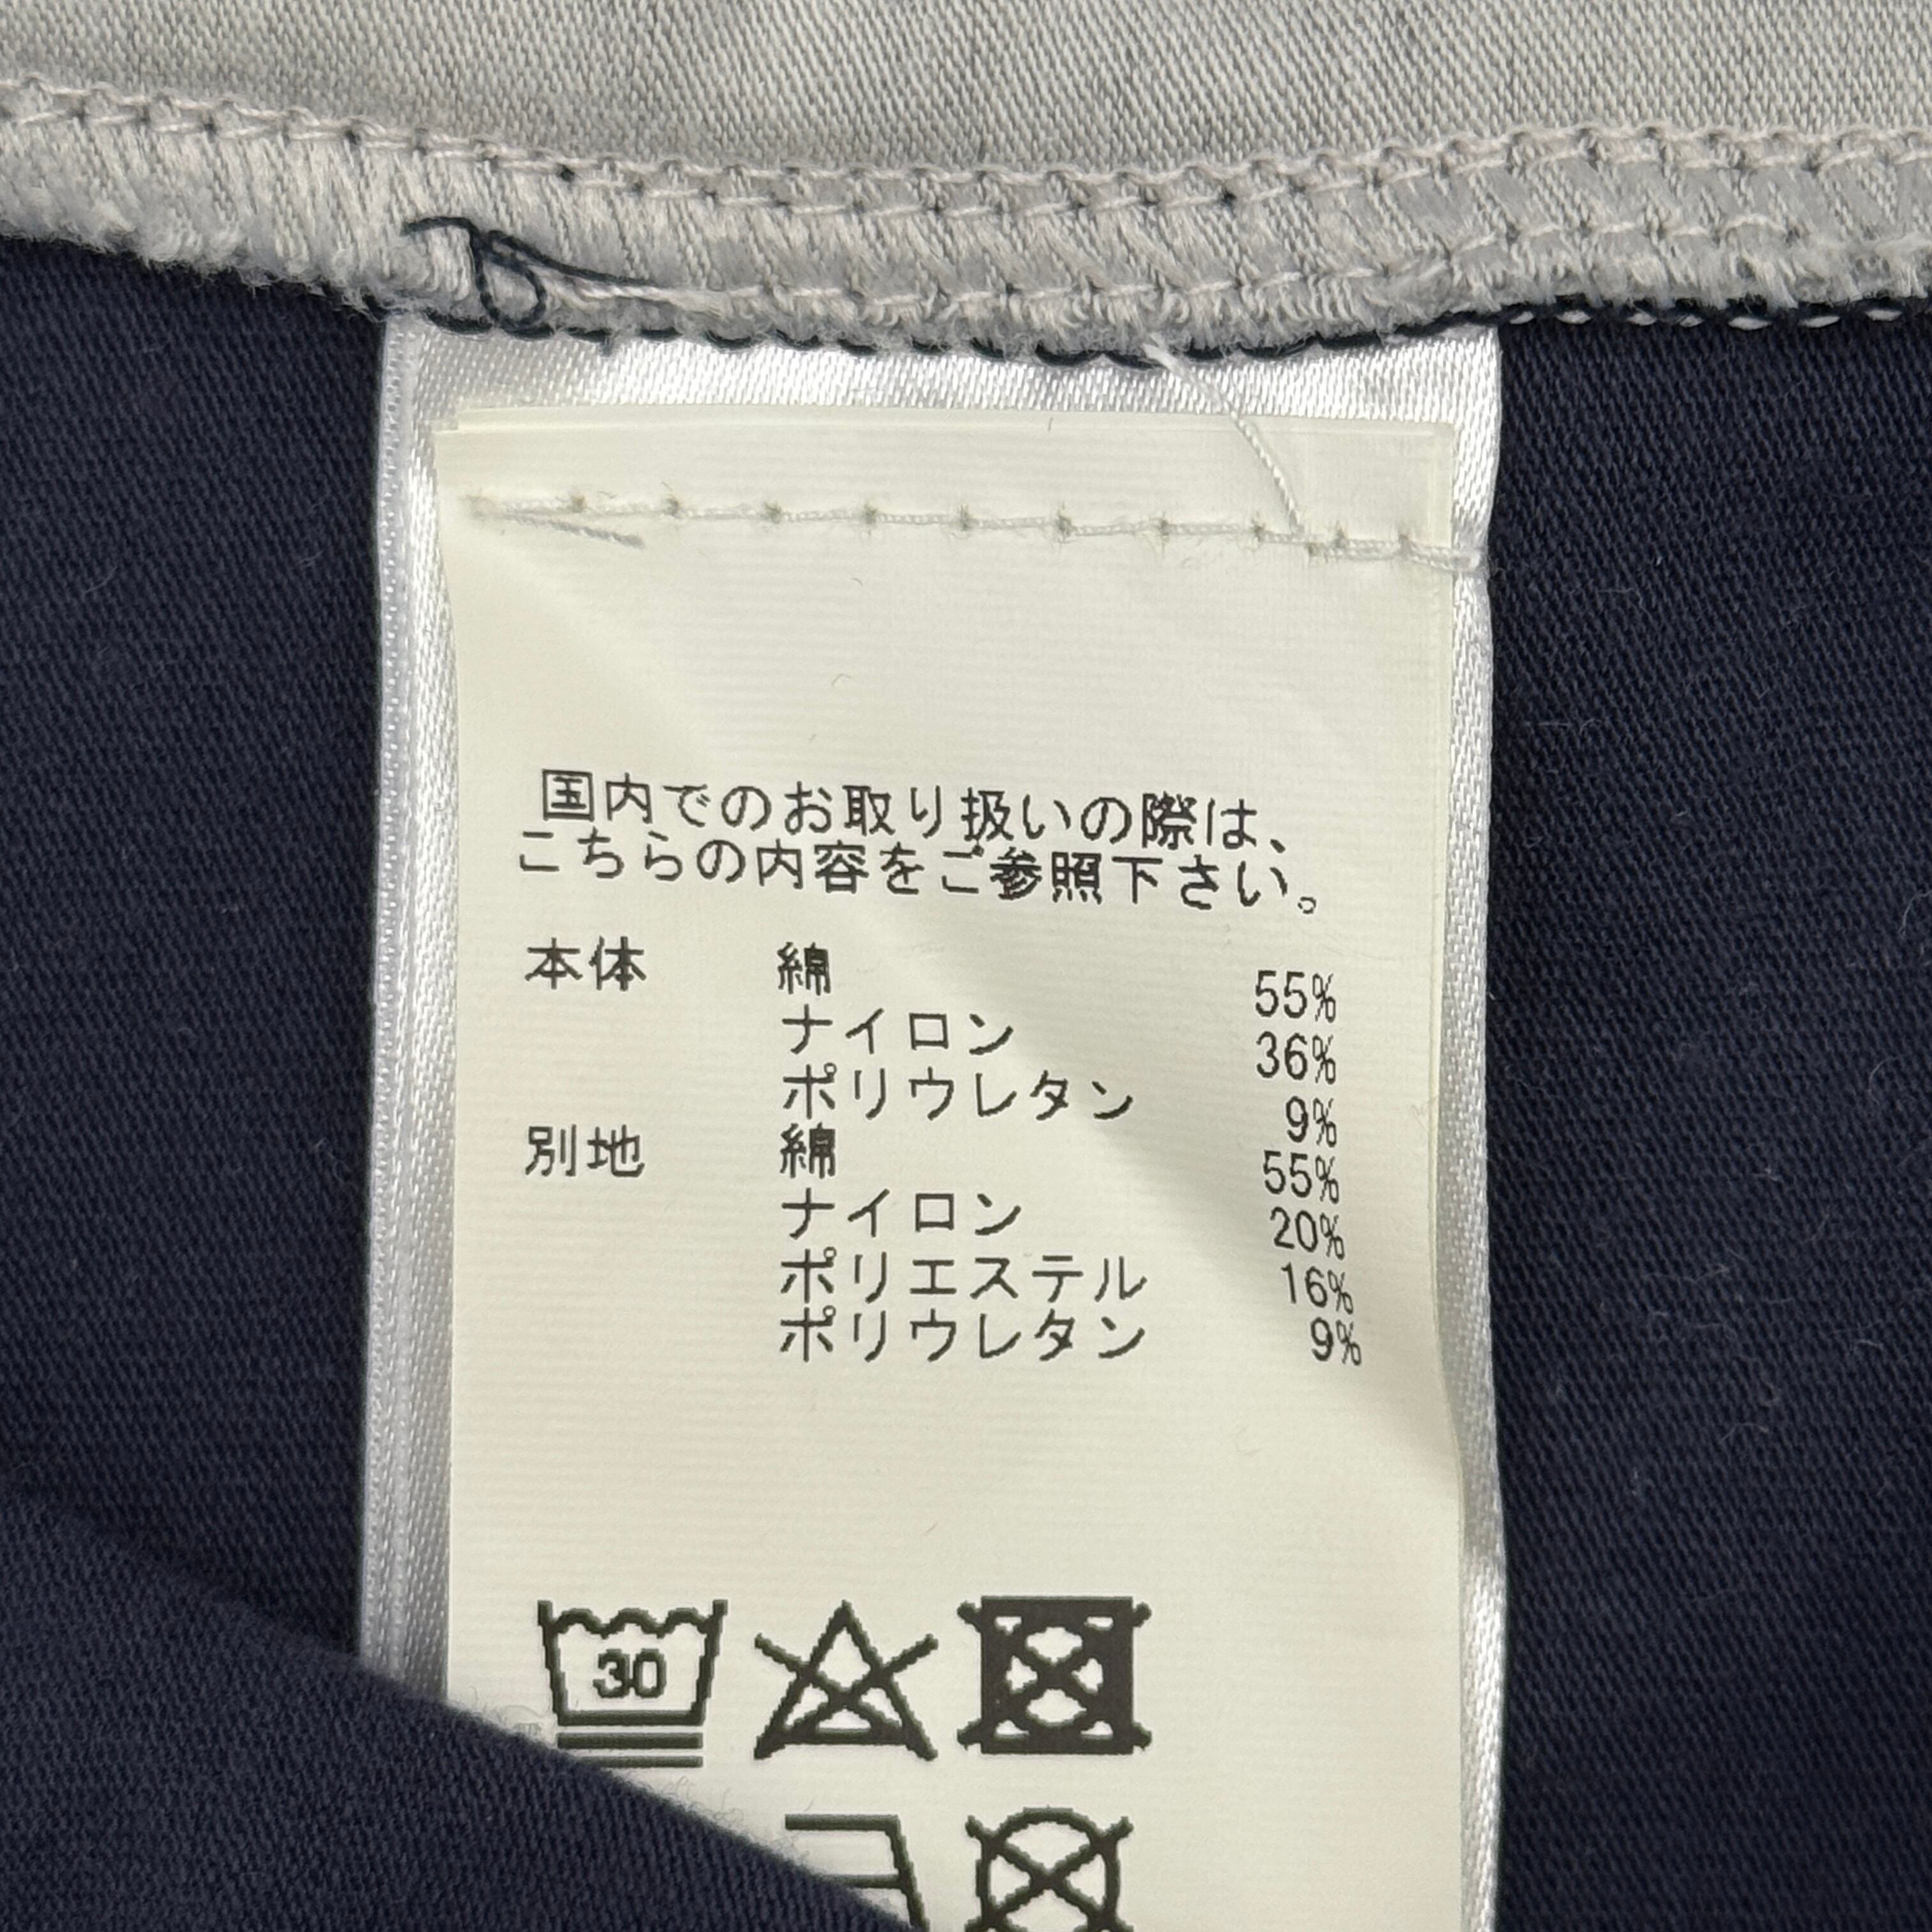 国内でのお取り扱いの際は、
こちらの内容をご参照下さい。
本体 綿 55%
ナイロン 36%
ポリウレタン 9%
別地 綿 55%
ナイロン 20%
ポリエステル 16%
ポリウレタン 9%
30